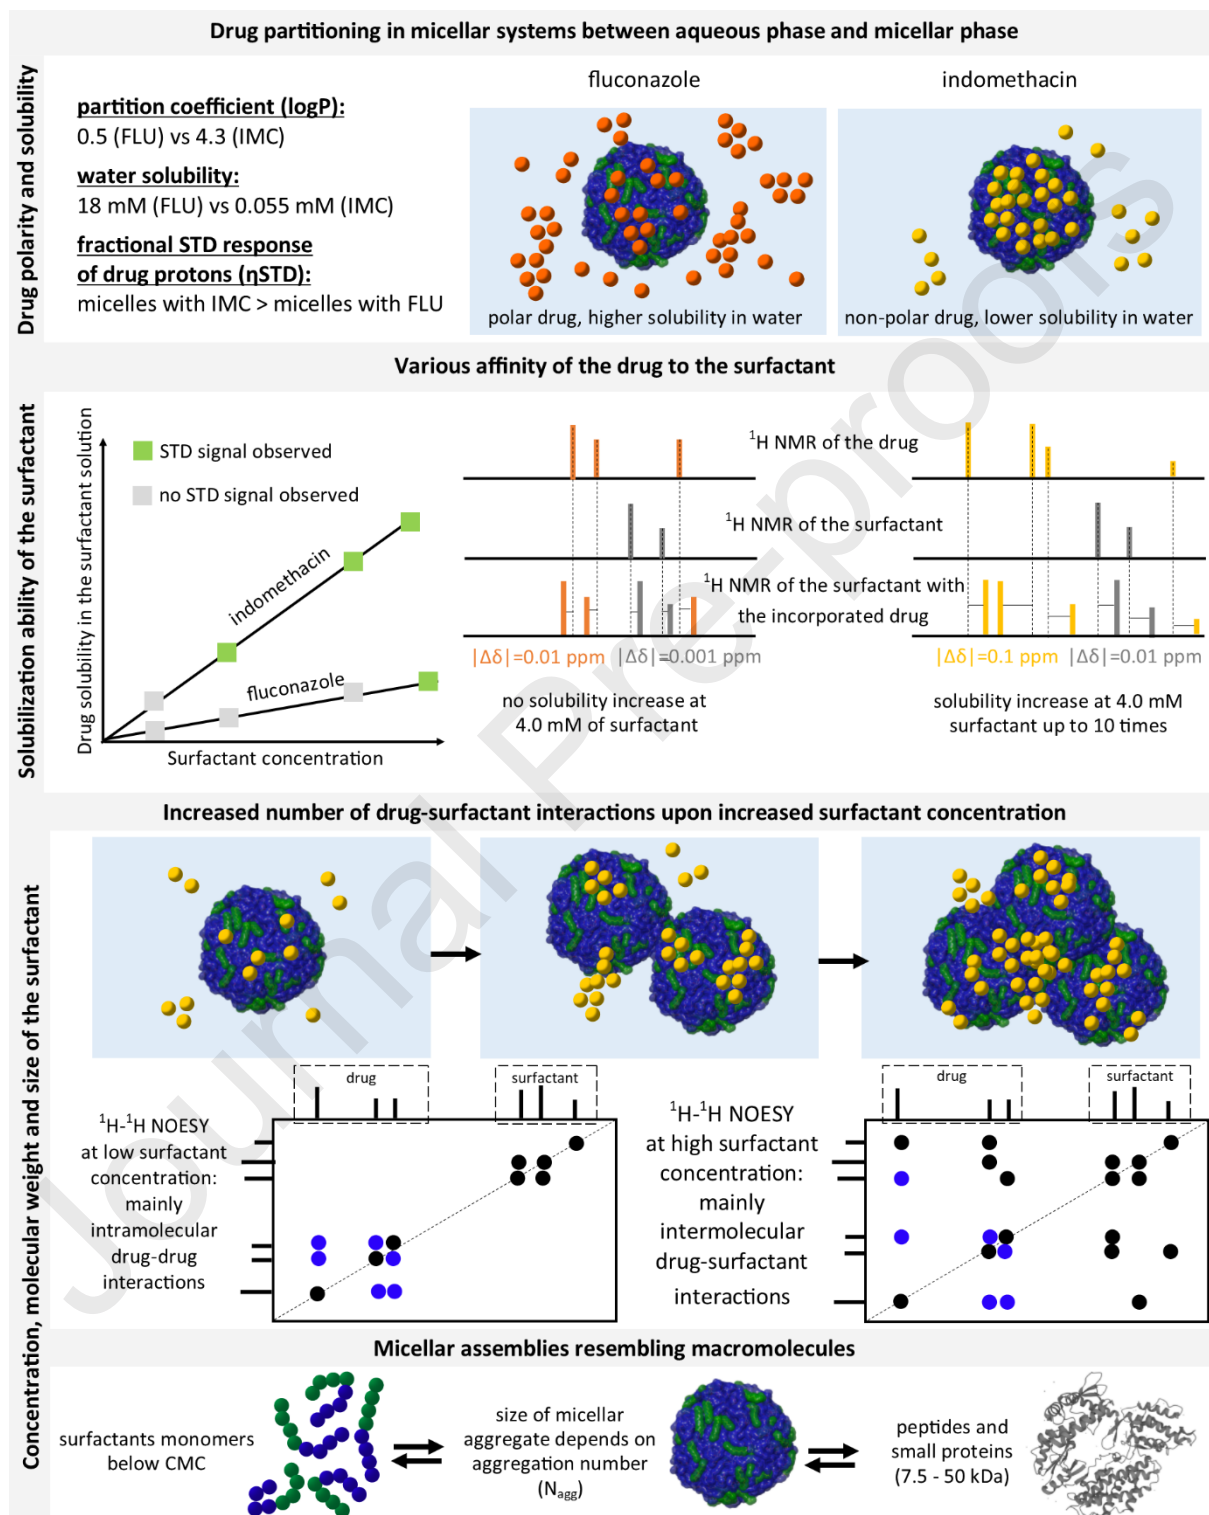 Drug partitioning in micellar systems between aqueous phase and micellar phase
Drug polarity and solubility
partition coefficient (logP):
0.5 (FLU) vs 4.3 (IMC)
water solubility:
18 mM (FLU) vs 0.055 mM (IMC)
fractional STD response
of drug protons (ηSTD):
micelles with IMC > micelles with FLU
fluconazole
polar drug, higher solubility in water
indomethacin
non-polar drug, lower solubility in water
Various affinity of the drug to the surfactant
Solubilization ability of the surfactant
Drug solubility in the surfactant solution
STD signal observed
no STD signal observed
indomethacin
fluconazole
Surfactant concentration
¹H NMR of the drug
¹H NMR of the surfactant
¹H NMR of the surfactant with
the incorporated drug
|Δδ|=0.01 ppm
|Δδ|=0.001 ppm
|Δδ|=0.1 ppm
|Δδ|=0.01 ppm
no solubility increase at
4.0 mM of surfactant
solubility increase at 4.0 mM
surfactant up to 10 times
Increased number of drug-surfactant interactions upon increased surfactant concentration
Concentration, molecular weight and size of the surfactant
drug
surfactant
¹H-¹H NOESY
at low surfactant
concentration:
mainly
intramolecular
drug-drug
interactions
drug
surfactant
¹H-¹H NOESY
at high surfactant
concentration:
mainly
intermolecular
drug-surfactant
interactions
Micellar assemblies resembling macromolecules
surfactants monomers
below CMC
size of micellar
aggregate depends on
aggregation number
(Nagg)
peptides and
small proteins
(7.5 - 50 kDa)
Journal Pre-proofs